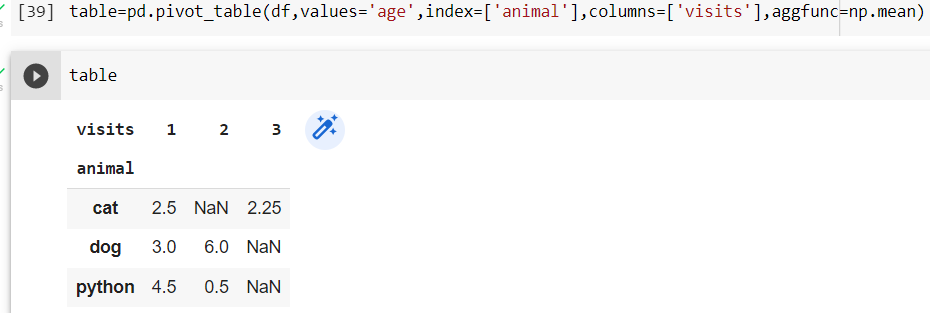 [39] table=pd.pivot_table(df,values='age',index=['animal'],columns=['visits'],aggfunc=np.mean)
table
visits 1 2 3
animal
cat 2.5 NaN 2.25
dog 3.0 6.0 NaN
python 4.5 0.5 NaN